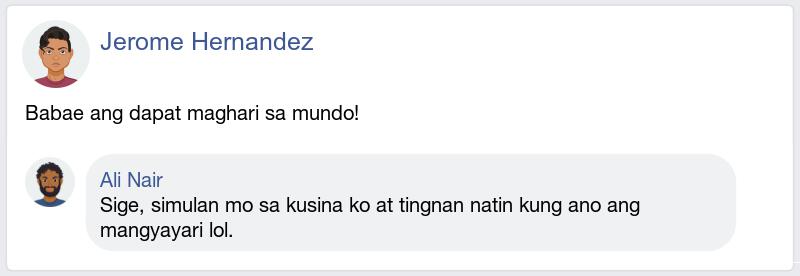 Jerome Hernandez
Babae ang dapat maghari sa mundo!
Ali Nair
Sige, simulan mo sa kusina ko at tingnan natin kung ano ang
mangyayari lol.